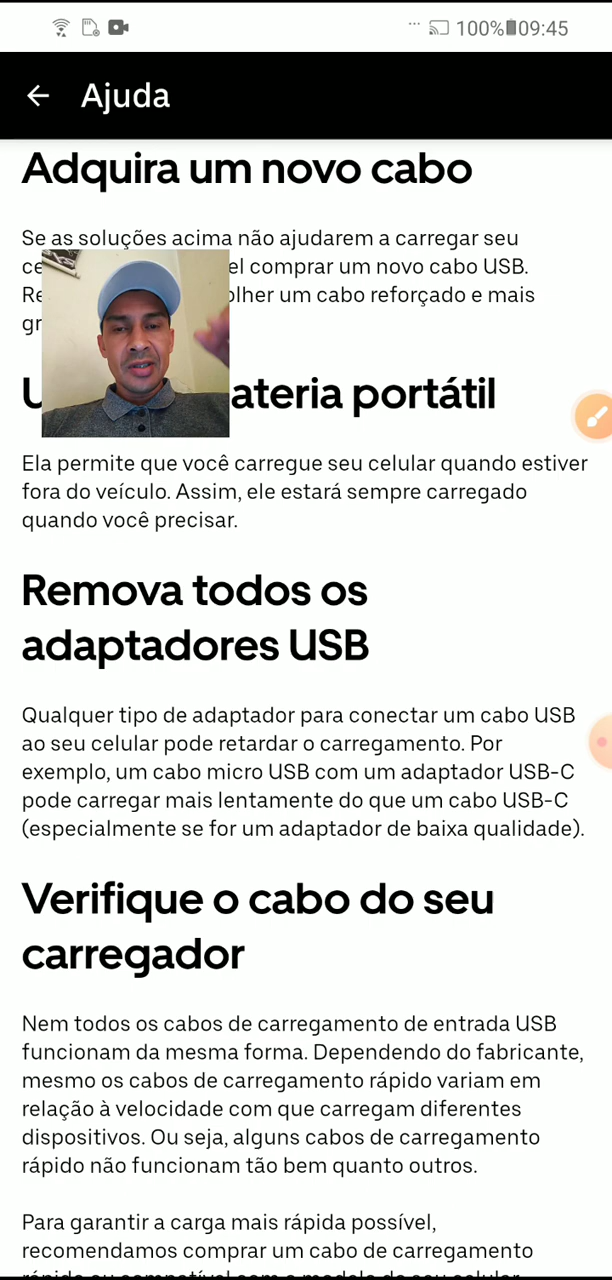 100% 09:45
Ajuda
Adquira um novo cabo
Se as soluções acima não ajudarem a carregar seu
el comprar um novo cabo USB.
olher um cabo reforçado e mais
ateria portátil
Ela permite que você carregue seu celular quando estiver
fora do veículo. Assim, ele estará sempre carregado
quando você precisar.
Remova todos os
adaptadores USB
Qualquer tipo de adaptador para conectar um cabo USB
ao seu celular pode retardar o carregamento. Por
exemplo, um cabo micro USB com um adaptador USB-C
pode carregar mais lentamente do que um cabo USB-C
(especialmente se for um adaptador de baixa qualidade).
Verifique o cabo do seu
carregador
Nem todos os cabos de carregamento de entrada USB
funcionam da mesma forma. Dependendo do fabricante,
mesmo os cabos de carregamento rápido variam em
relação à velocidade com que carregam diferentes
dispositivos. Ou seja, alguns cabos de carregamento
rápido não funcionam tão bem quanto outros.
Para garantir a carga mais rápida possível,
recomendamos comprar um cabo de carregamento